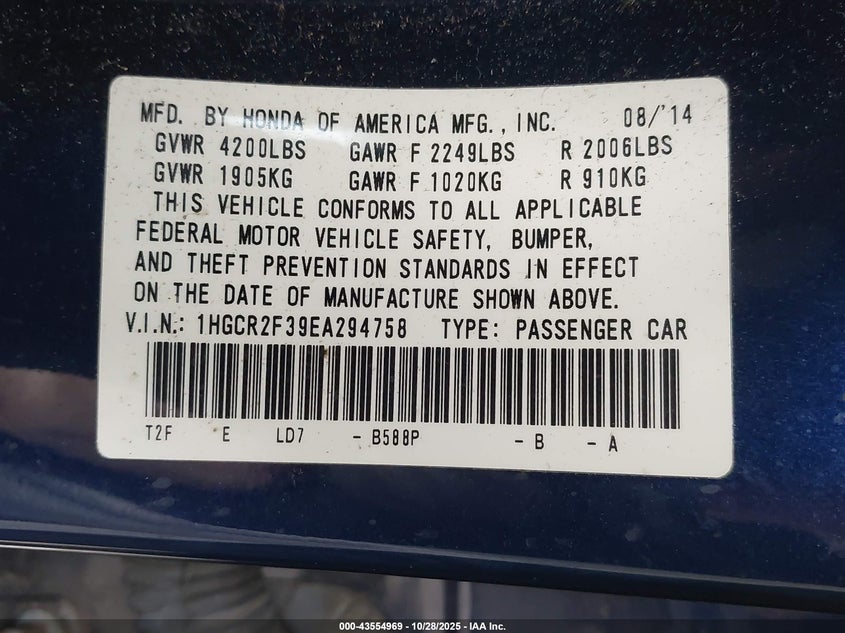 MFD. BY HONDA OF AMERICA MFG., INC. 08/'14
GVWR 4200LBS GAWR F 2249LBS R 2006LBS
GVWR 1905KG GAWR F 1020KG R 910KG
THIS VEHICLE CONFORMS TO ALL APPLICABLE
FEDERAL MOTOR VEHICLE SAFETY, BUMPER,
AND THEFT PREVENTION STANDARDS IN EFFECT
ON THE DATE OF MANUFACTURE SHOWN ABOVE.
V.I.N.: 1HGCR2F39EA294758 TYPE: PASSENGER CAR
T2F E LD7 - B588P - B - A
000-43554969 | 10/28/2025 | IAA Inc.